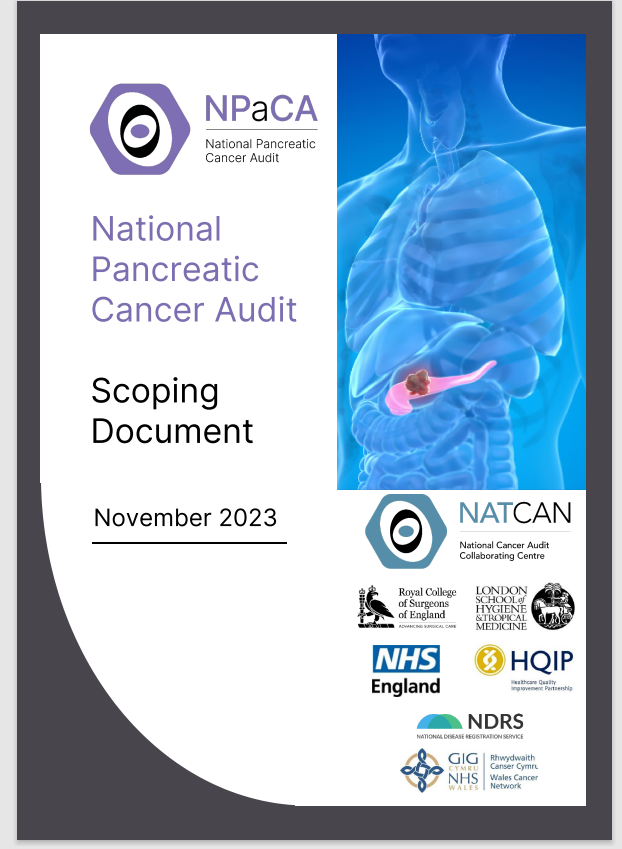 NPaCA
National Pancreatic
Cancer Audit
National
Pancreatic
Cancer Audit
Scoping
Document
November 2023
NATCAN
National Cancer Audit
Collaborating Centre
Royal College
of Surgeons
of England
ADVANCING SURGICAL CARE
LONDON
SCHOOL of
HYGIENE
&TROPICAL
MEDICINE
NHS
England
HQIP
Healthcare Quality
Improvement Partnership
NDRS
NATIONAL DISEASE REGISTRATION SERVICE
GIG
CYMRU
NHS
WALES
Rhwydwaith
Canser Cymru
Wales Cancer
Network